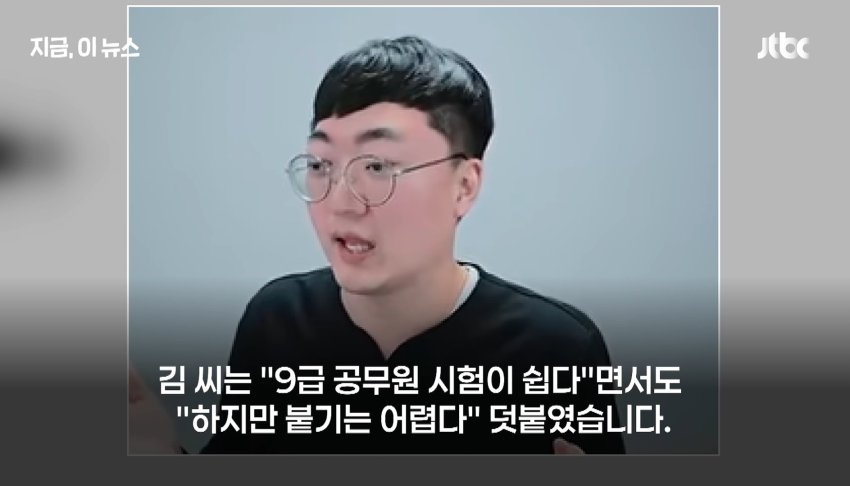 지금, 이 뉴스
jtbc
김 씨는 "9급 공무원 시험이 쉽다"면서도
"하지만 붙기는 어렵다" 덧붙였습니다.